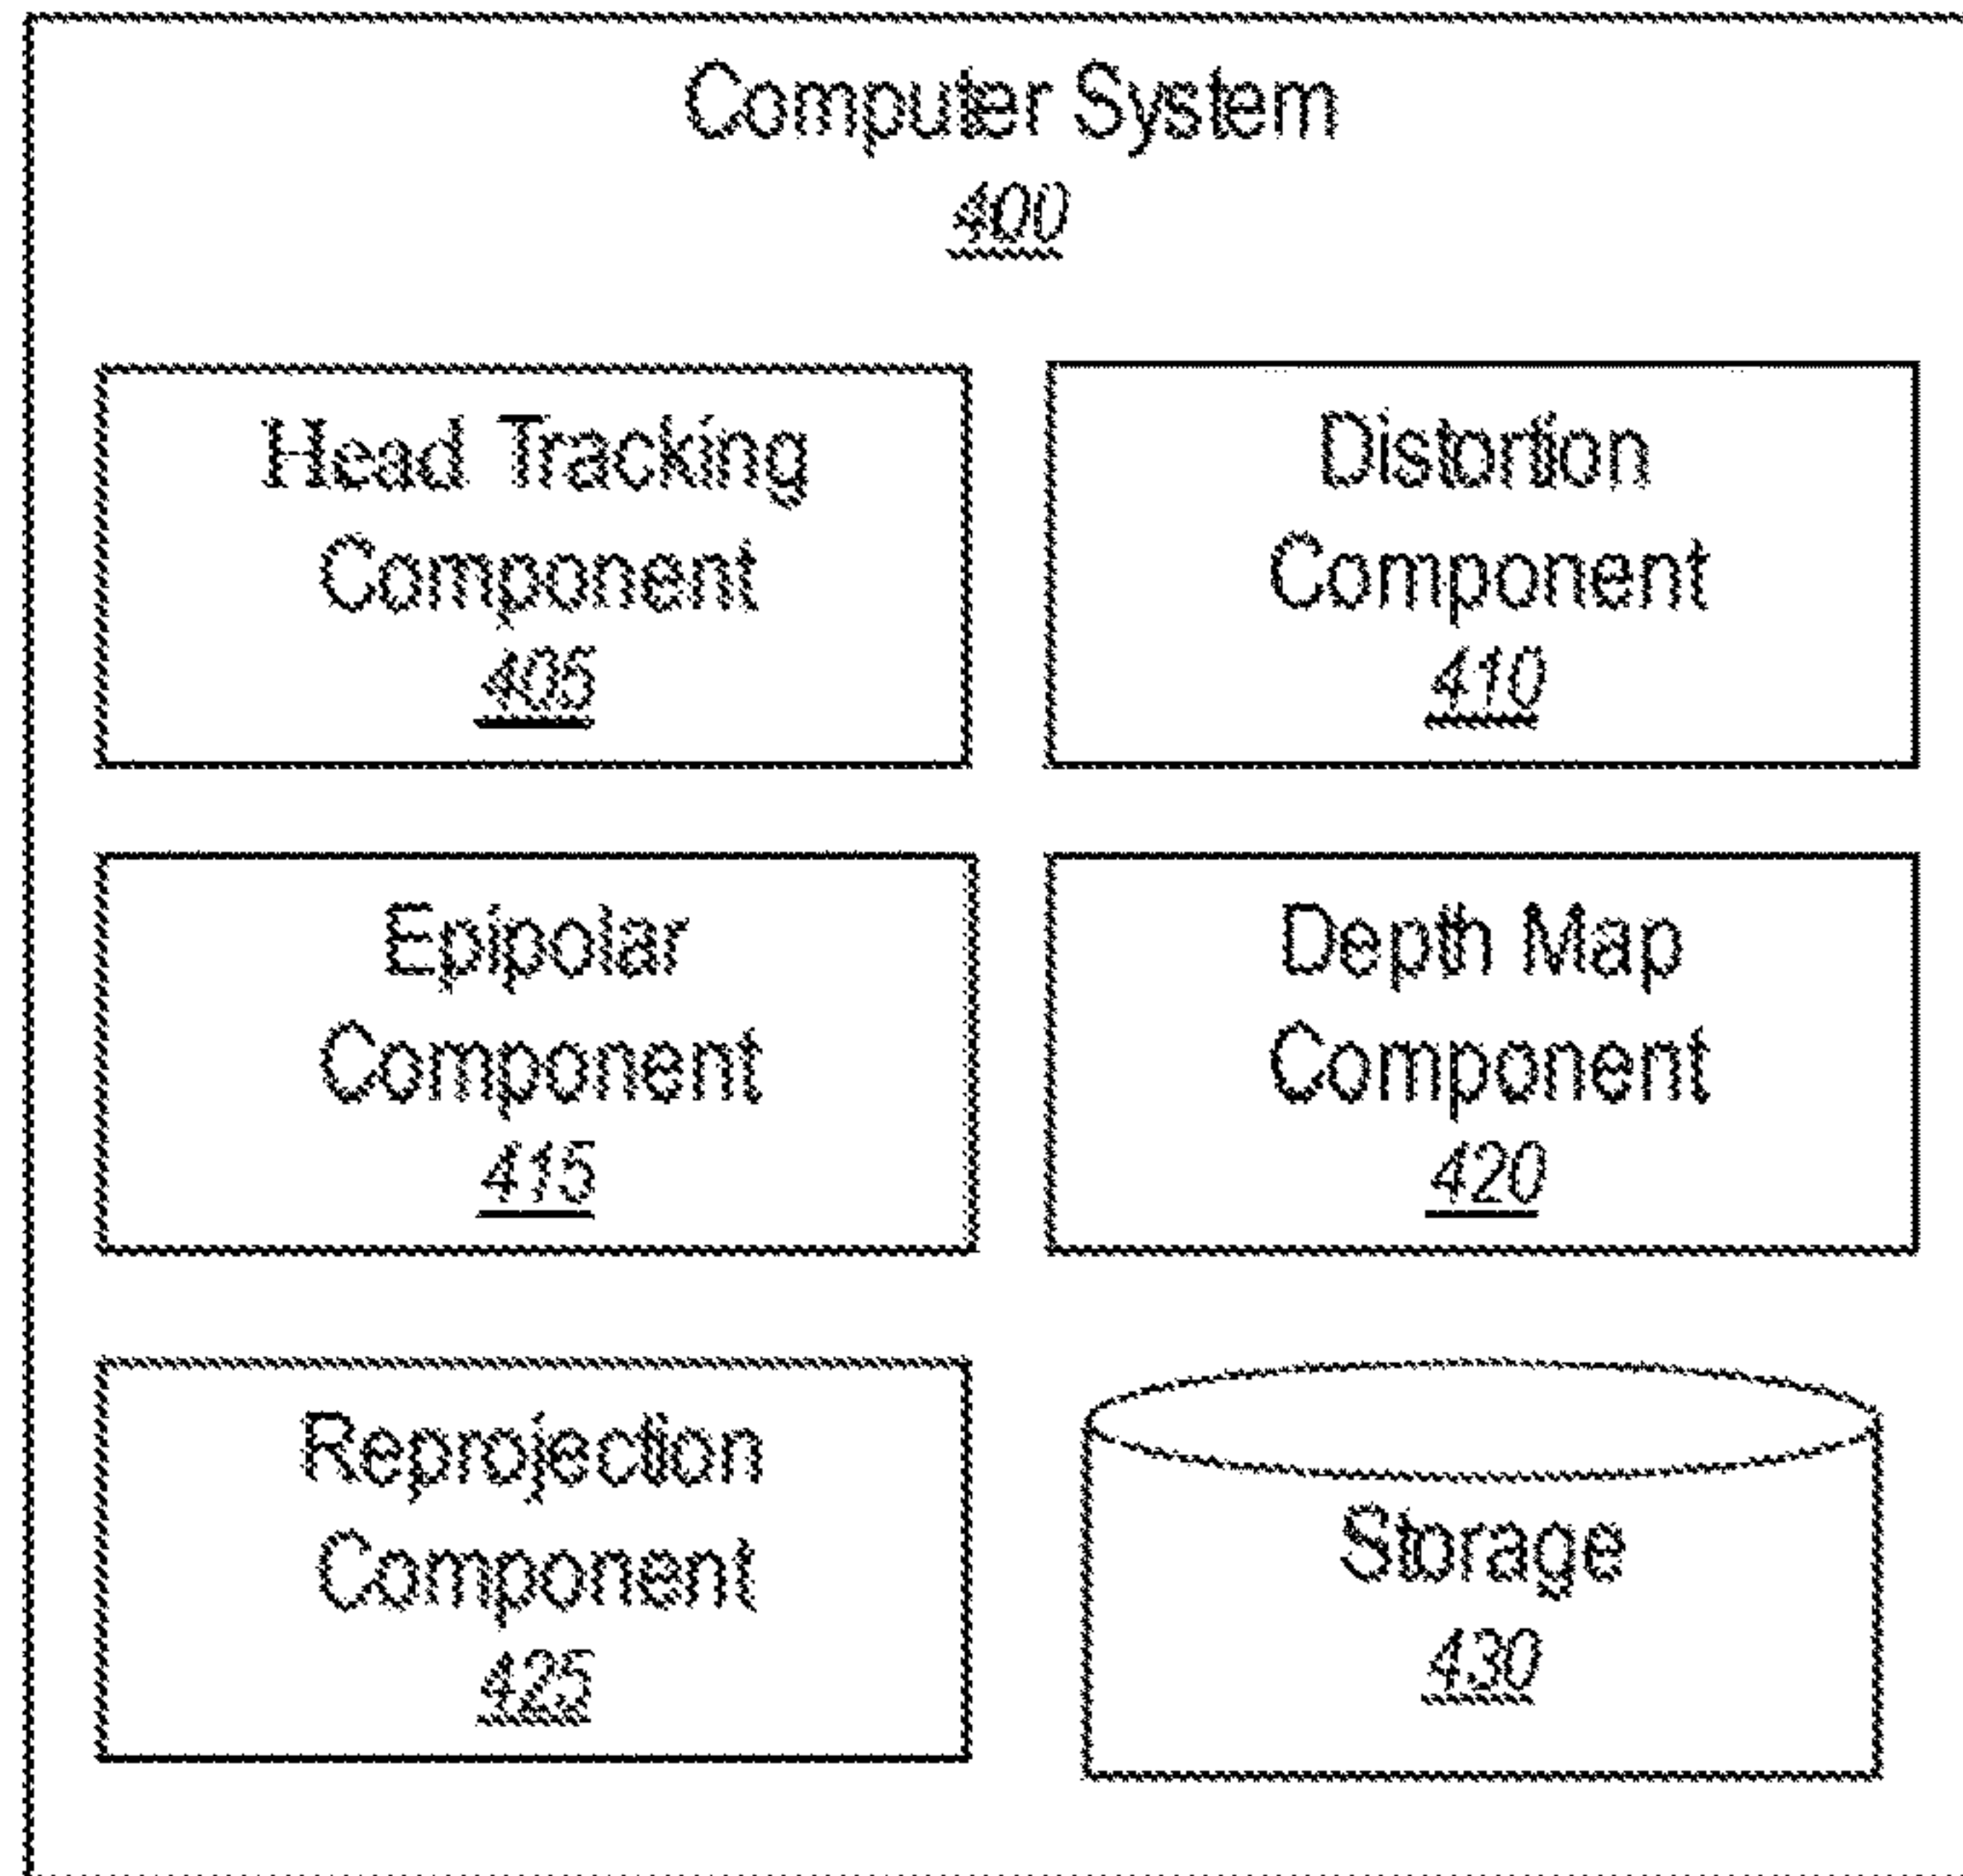 Computer System
400
Head Tracking
Component
405
Distortion
Component
410
Epipolar
Component
415
Depth Map
Component
420
Reprojection
Component
425
Storage
430